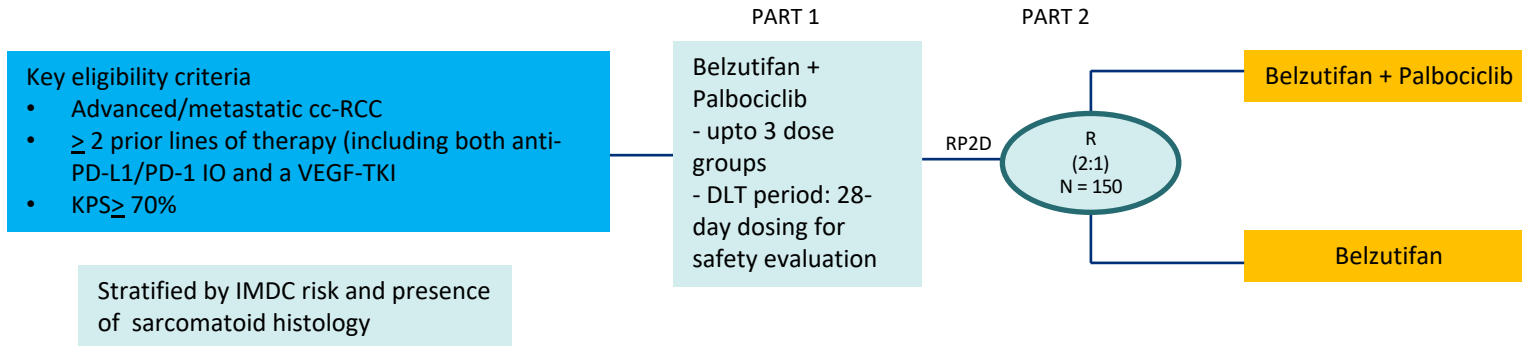 PART 1
PART 2
Key eligibility criteria
• Advanced/metastatic cc-RCC
• ≥ 2 prior lines of therapy (including both anti-
PD-L1/PD-1 IO and a VEGF-TKI
• KPS≥ 70%
Stratified by IMDC risk and presence
of sarcomatoid histology
Belzutifan +
Palbociclib
- upto 3 dose
groups
- DLT period: 28-
day dosing for
safety evaluation
RP2D
R
(2:1)
N = 150
Belzutifan + Palbociclib
Belzutifan